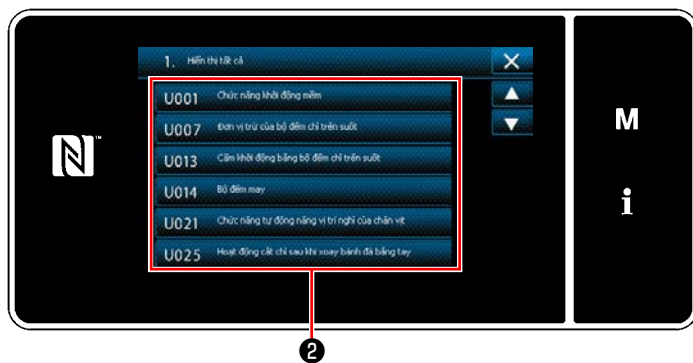 1. Hiển thị tất cả
U001 Chức năng khởi động mềm
U007 Đơn vị trừ của bộ đếm chỉ trên suốt
U013 Cấm khởi động bằng bộ đếm chỉ trên suốt
U014 Bộ đếm may
U021 Chức năng tự động nâng vị trí nghỉ của chân vịt
U025 Hoạt động cắt chỉ sau khi xoay bánh đà bằng tay
M
i
N
❷